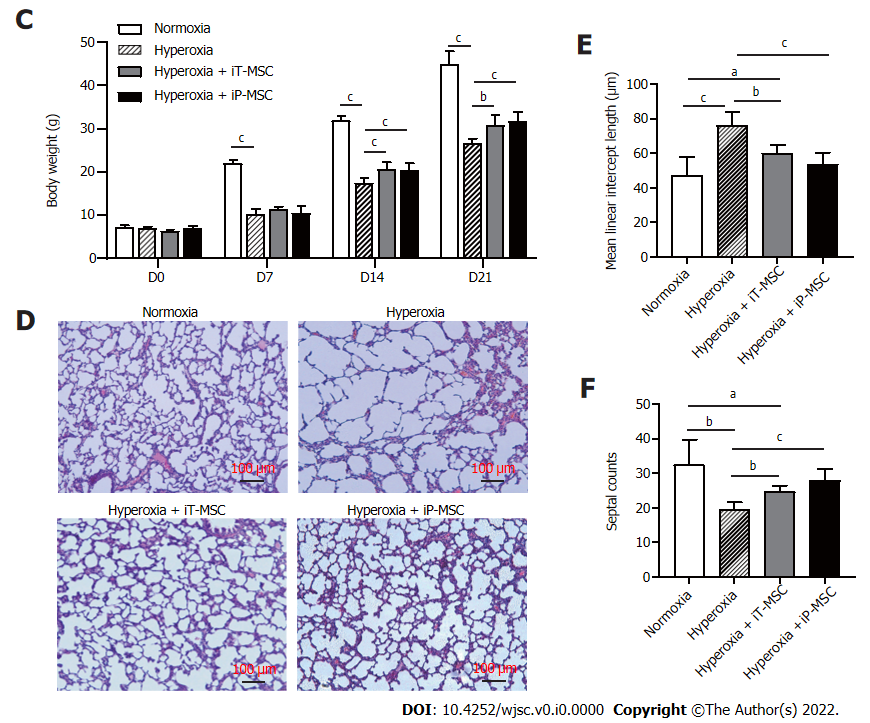 C
Normoxia
Hyperoxia
Hyperoxia + iT-MSC
Hyperoxia + iP-MSC
Body weight (g)
50
40
30
20
10
0
c
c
c
c
c
b
c
D0
D7
D14
D21
D
Normoxia
Hyperoxia
100 μm
100 μm
Hyperoxia + iT-MSC
Hyperoxia + iP-MSC
100 μm
100 μm
E
Mean linear intercept length (μm)
100
80
60
40
20
0
c
a
c
b
Normoxia
Hyperoxia
Hyperoxia + iT-MSC
Hyperoxia + iP-MSC
F
Septal counts
50
40
30
20
10
0
a
b
c
b
Normoxia
Hyperoxia
Hyperoxia + iT-MSC
Hyperoxia +iP-MSC
DOI: 10.4252/wjsc.v0.i0.0000 Copyright ©The Author(s) 2022.